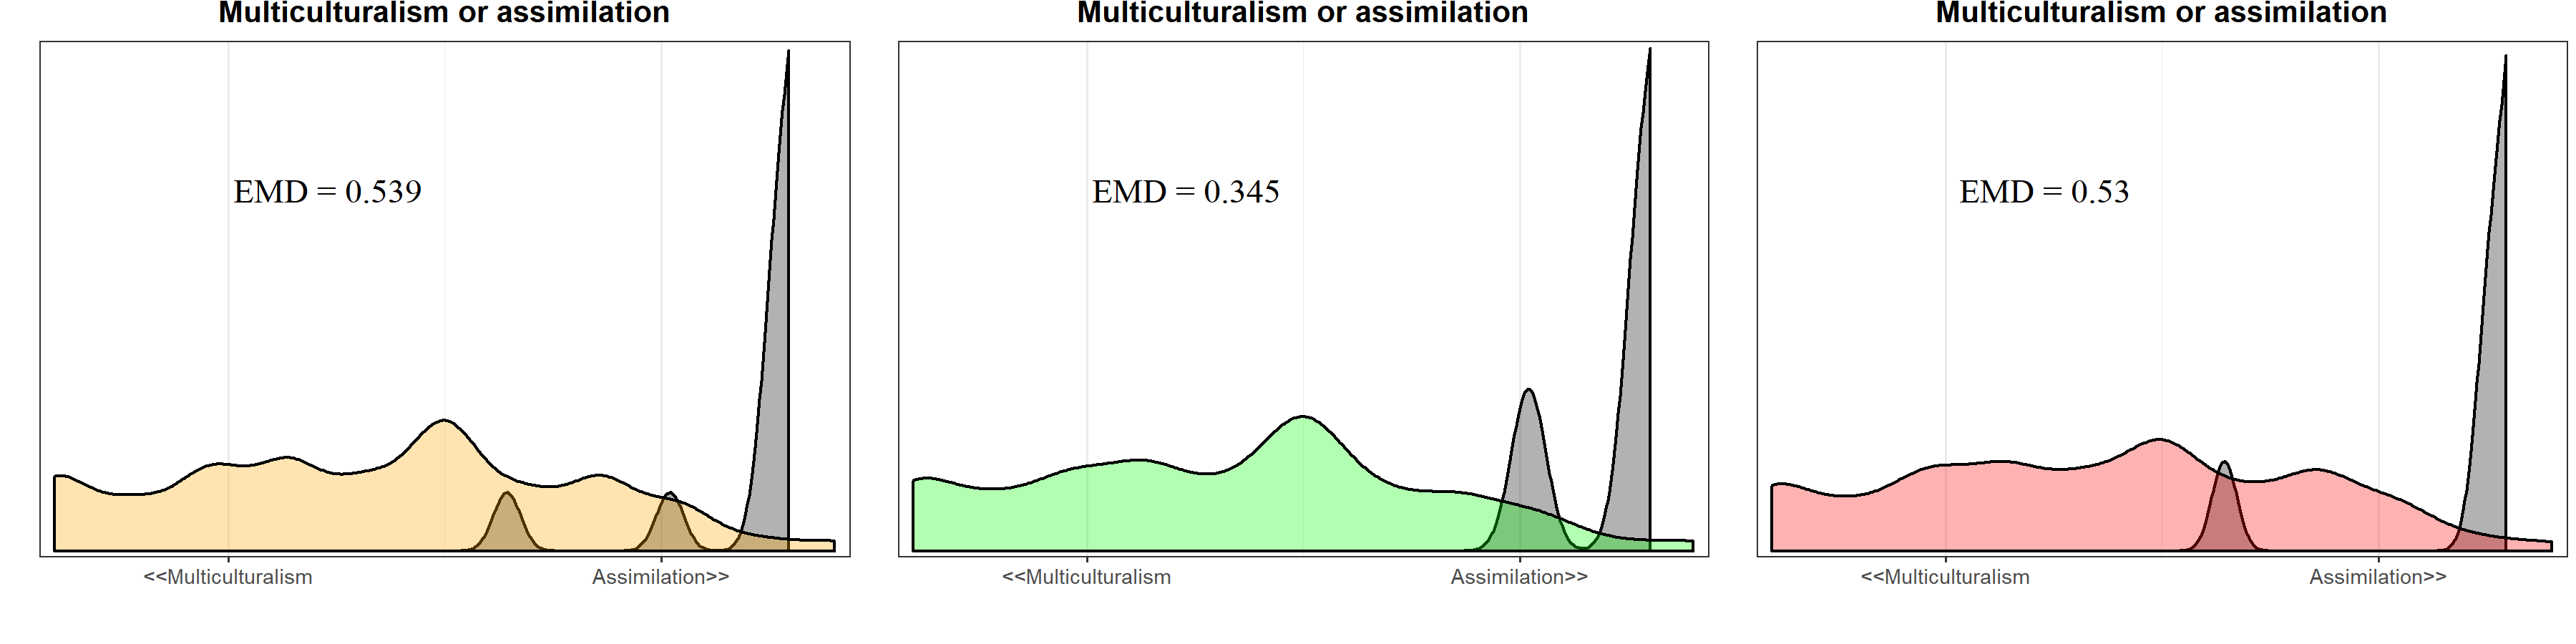 Multiculturalism or assimilation
EMD = 0.539
<<Multiculturalism
Assimilation>>
Multiculturalism or assimilation
EMD = 0.345
<<Multiculturalism
Assimilation>>
Multiculturalism or assimilation
EMD = 0.53
<<Multiculturalism
Assimilation>>